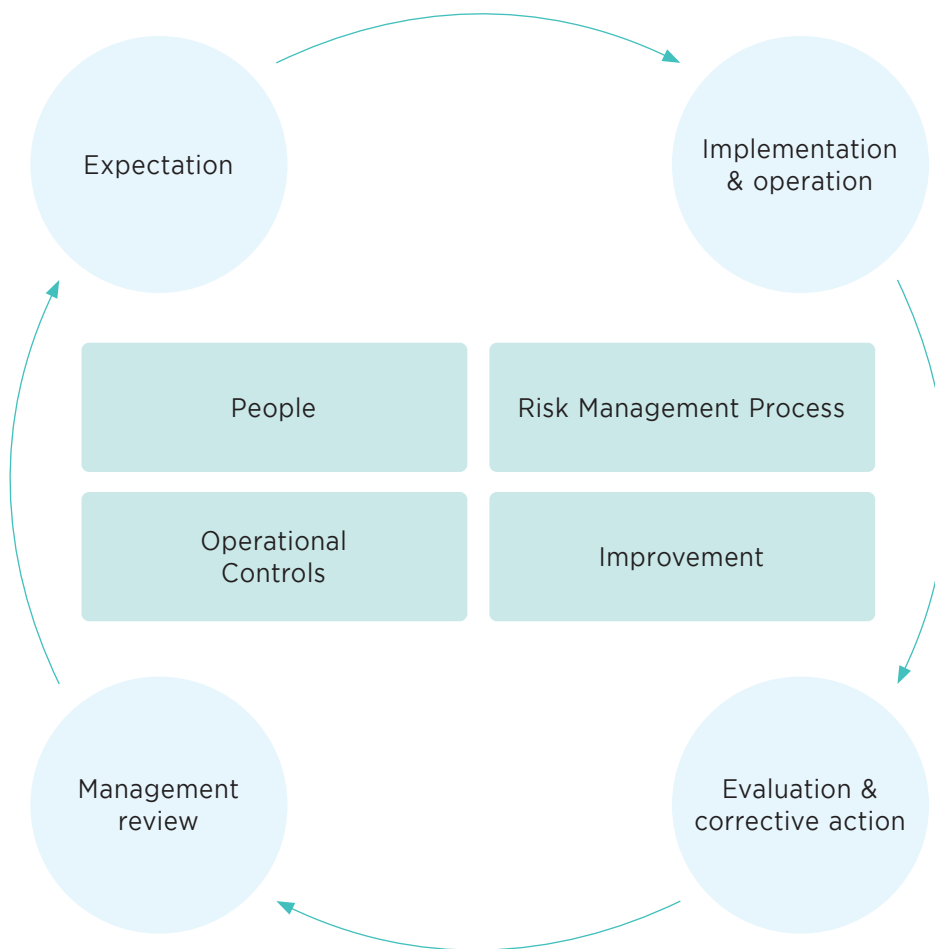 Expectation
Implementation
& operation
People
Risk Management Process
Operational
Controls
Improvement
Management
review
Evaluation &
corrective action